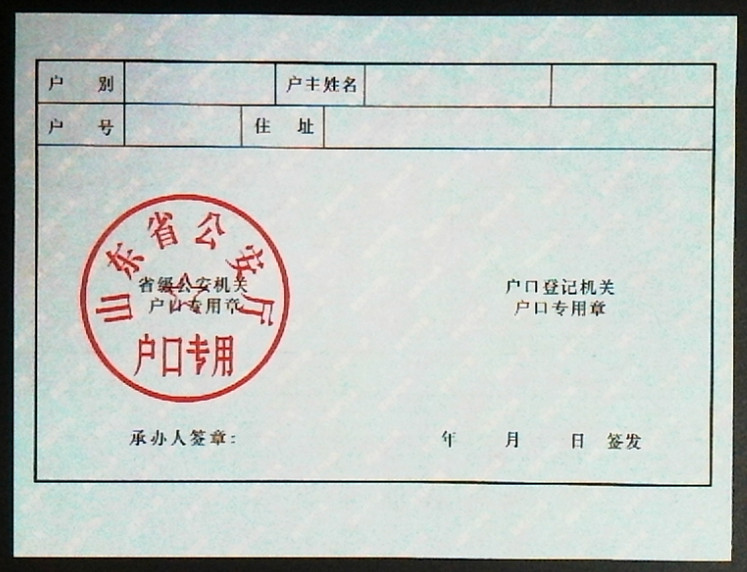 户 别 户主姓名
户 号 住 址
山东省公安厅
省级公安机关 户口登记机关
户口专用章 户口专用章
户口专用
承办人签章： 年 月 日 签发